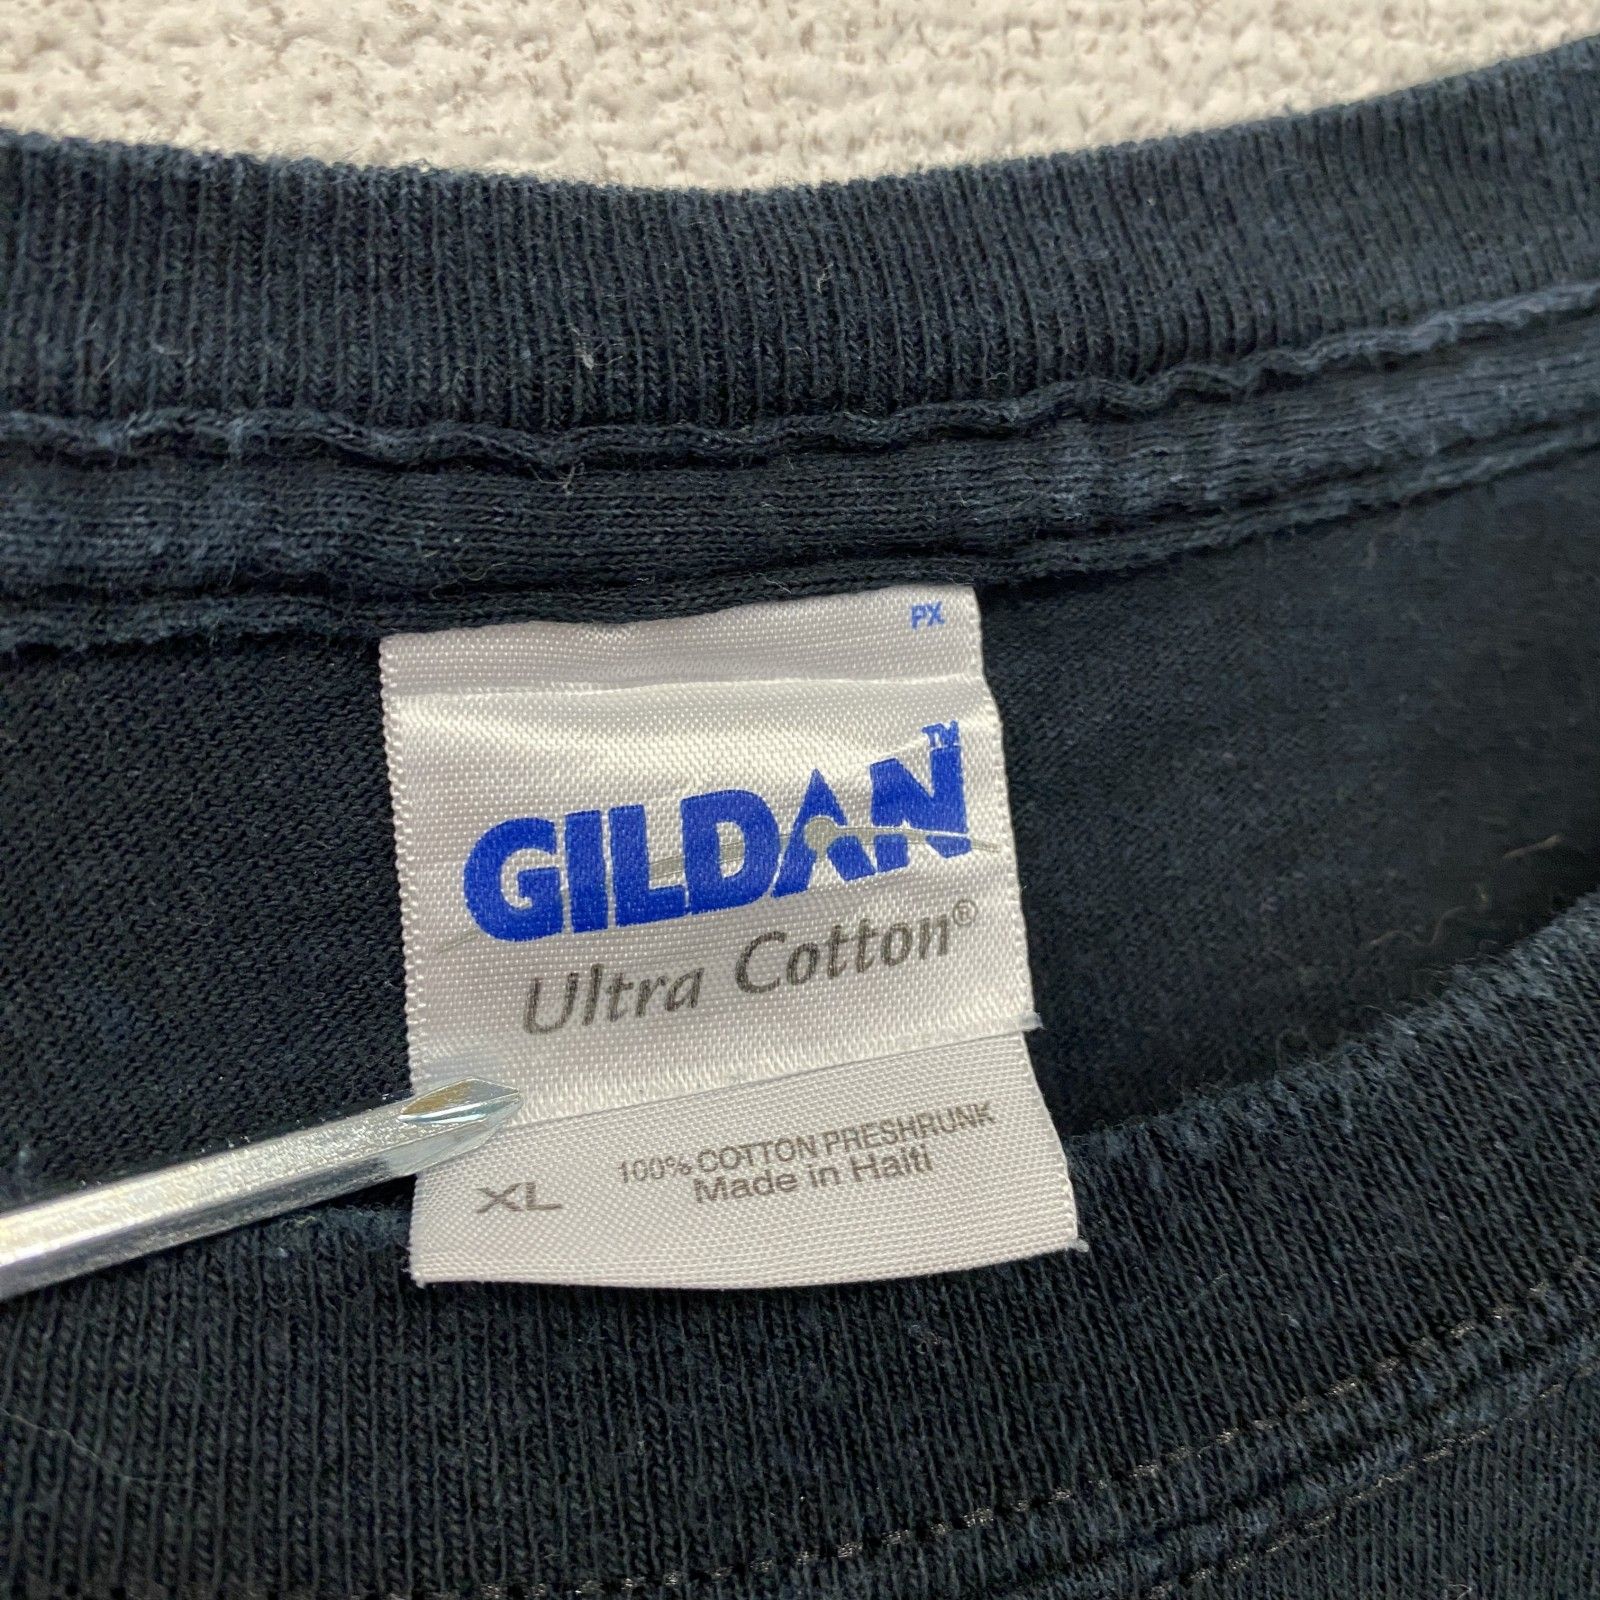 PX
GILDAN™
Ultra Cotton®
100% COTTON PRESHRUNK
XL Made in Haiti